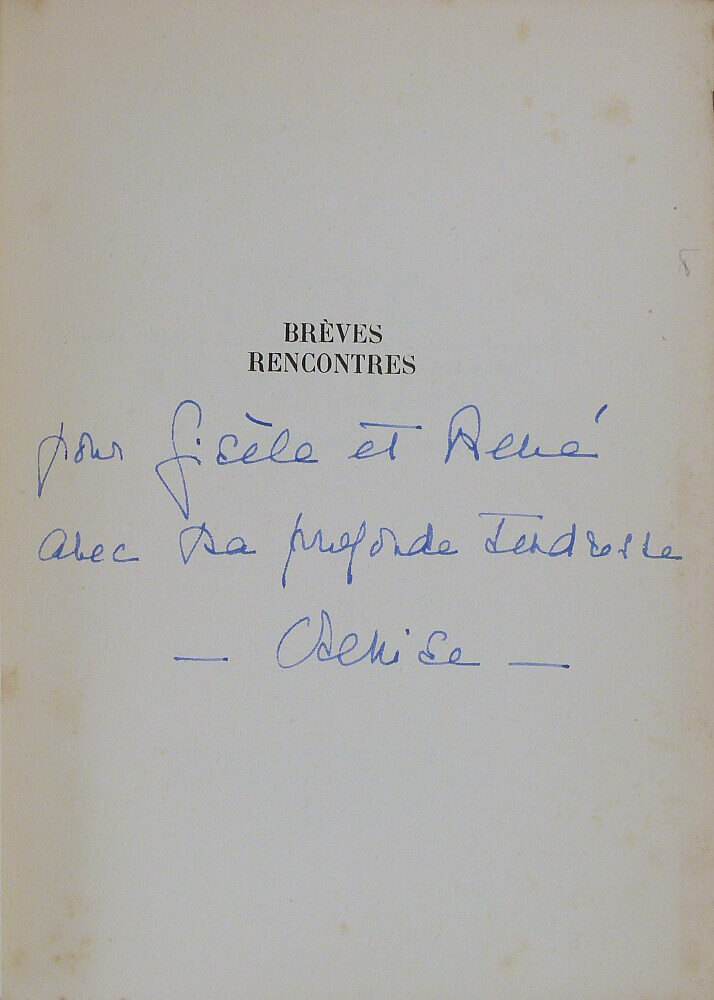 BRÈVES
RENCONTRES
pour Gisèle et René
avec sa profonde tendresse
— Denise —